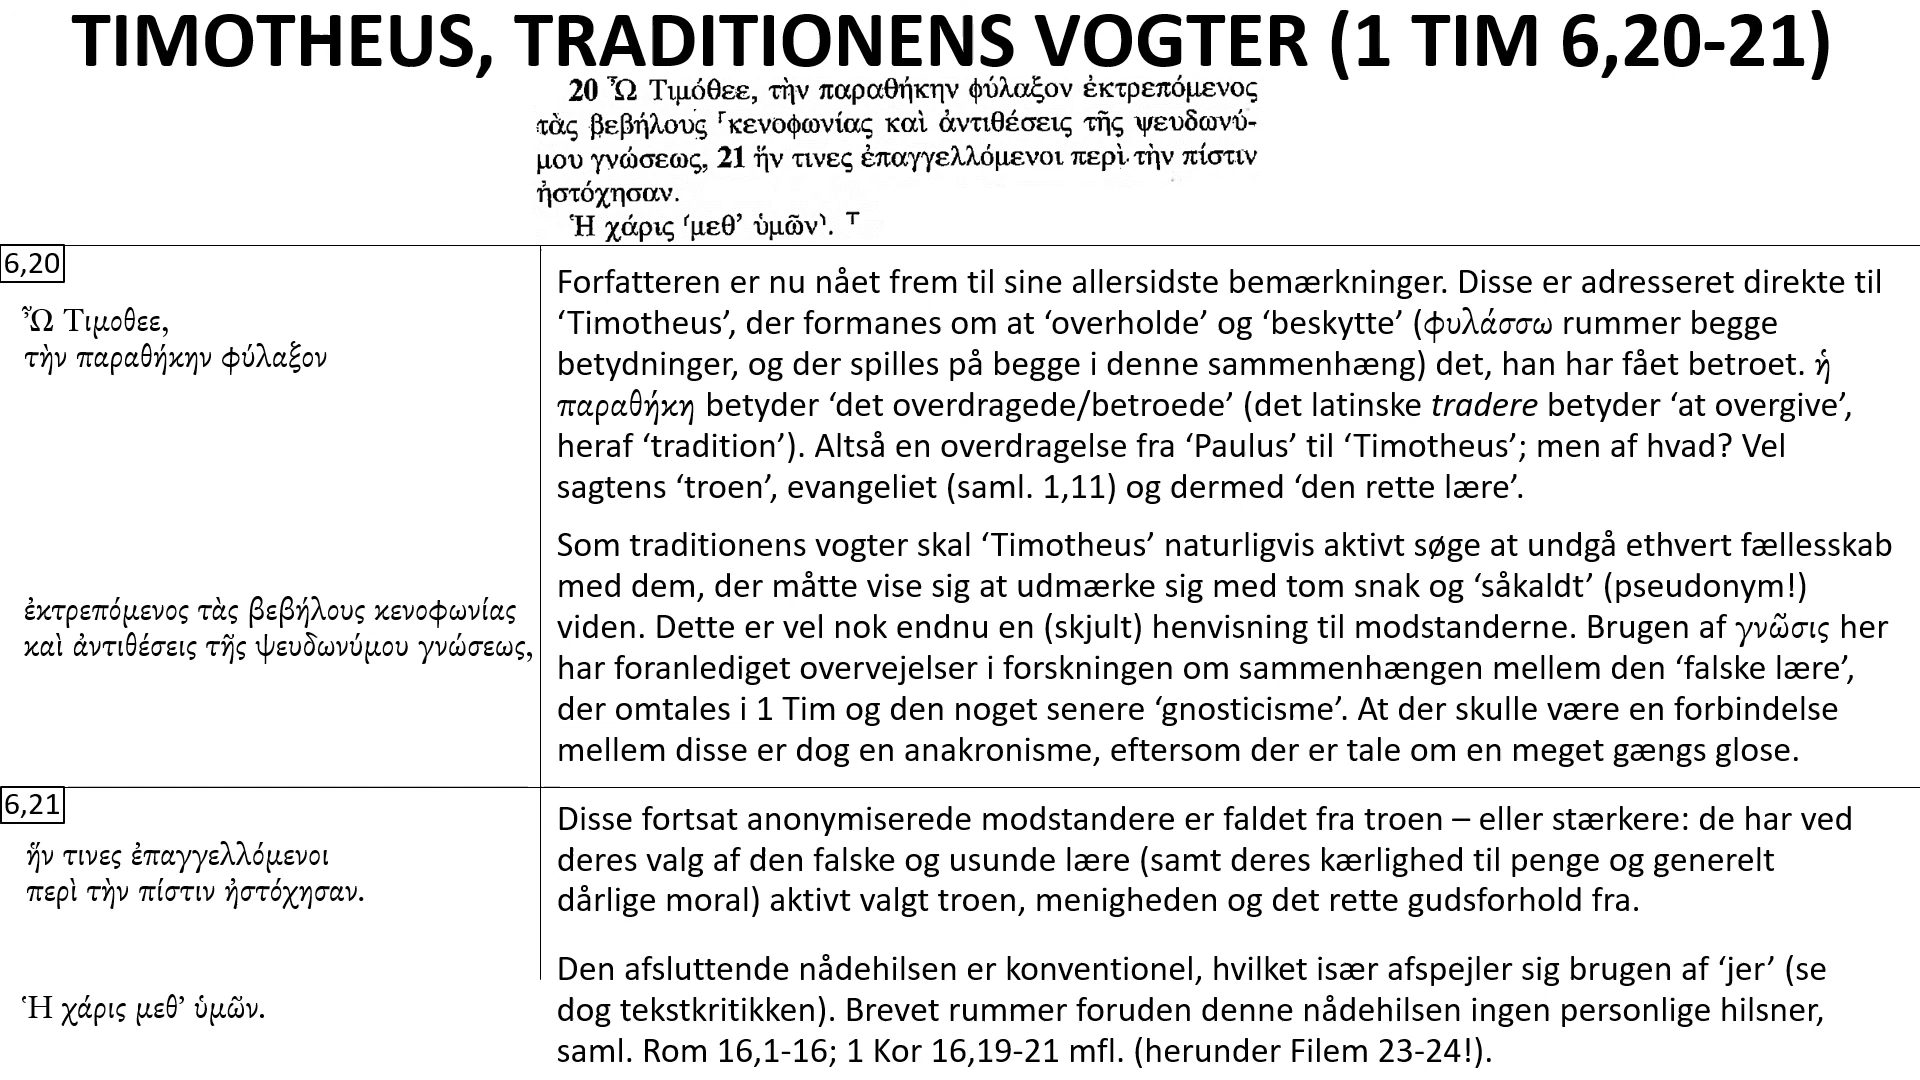 TIMOTHEUS, TRADITIONENS VOGTER (1 TIM 6,20-21)
20 Ὦ Τιμόθεε, τὴν παραθήκην φύλαξον ἐκτρεπόμενος
τὰς βεβήλους ⸀κενοφωνίας καὶ ἀντιθέσεις τῆς ψευδωνύ-
μου γνώσεως, 21 ἥν τινες ἐπαγγελλόμενοι περὶ τὴν πίστιν
ἠστόχησαν.
Ἡ χάρις ⸂μεθ’ ὑμῶν⸃. ⸆
6,20
Ὦ Τιμοθεε,
τὴν παραθήκην φύλαξον
Forfatteren er nu nået frem til sine allersidste bemærkninger. Disse er adresseret direkte til
‘Timotheus’, der formanes om at ‘overholde’ og ‘beskytte’ (φυλάσσω rummer begge
betydninger, og der spilles på begge i denne sammenhæng) det, han har fået betroet. ἡ
παραθήκη betyder ‘det overdragede/betroede’ (det latinske tradere betyder ‘at overgive’,
heraf ‘tradition’). Altså en overdragelse fra ‘Paulus’ til ‘Timotheus’; men af hvad? Vel
sagtens ‘troen’, evangeliet (saml. 1,11) og dermed ‘den rette lære’.
ἐκτρεπόμενος τὰς βεβήλους κενοφωνίας
καὶ ἀντιθέσεις τῆς ψευδωνύμου γνώσεως,
Som traditionens vogter skal ‘Timotheus’ naturligvis aktivt søge at undgå ethvert fællesskab
med dem, der måtte vise sig at udmærke sig med tom snak og ‘såkaldt’ (pseudonym!)
viden. Dette er vel nok endnu en (skjult) henvisning til modstanderne. Brugen af γνῶσις her
har foranlediget overvejelser i forskningen om sammenhængen mellem den ‘falske lære’,
der omtales i 1 Tim og den noget senere ‘gnosticisme’. At der skulle være en forbindelse
mellem disse er dog en anakronisme, eftersom der er tale om en meget gængs glose.
6,21
ἥν τινες ἐπαγγελλόμενοι
περὶ τὴν πίστιν ἠστόχησαν.
Disse fortsat anonymiserede modstandere er faldet fra troen – eller stærkere: de har ved
deres valg af den falske og usunde lære (samt deres kærlighed til penge og generelt
dårlige moral) aktivt valgt troen, menigheden og det rette gudsforhold fra.
Ἡ χάρις μεθ’ ὑμῶν.
Den afsluttende nådehilsen er konventionel, hvilket især afspejler sig brugen af ‘jer’ (se
dog tekstkritikken). Brevet rummer foruden denne nådehilsen ingen personlige hilsner,
saml. Rom 16,1-16; 1 Kor 16,19-21 mfl. (herunder Filem 23-24!).